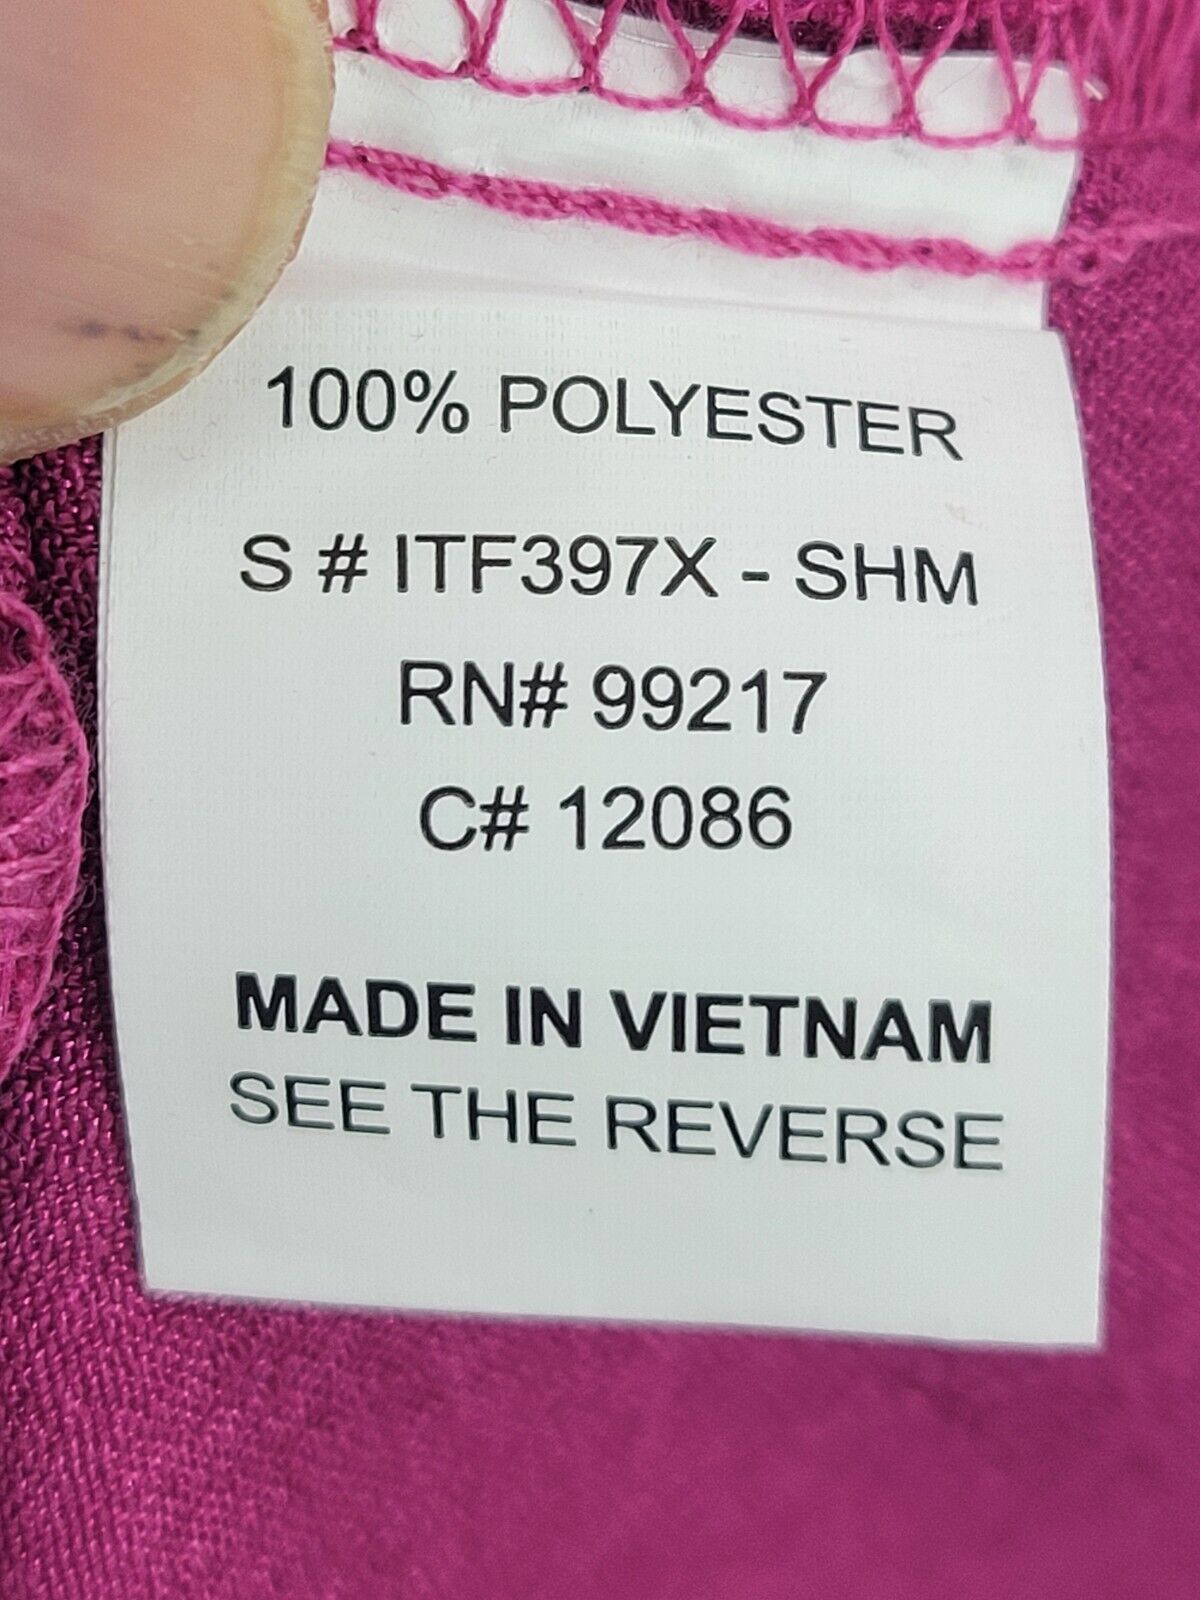 100% POLYESTER
S # ITF397X - SHM
RN# 99217
C# 12086
MADE IN VIETNAM
SEE THE REVERSE